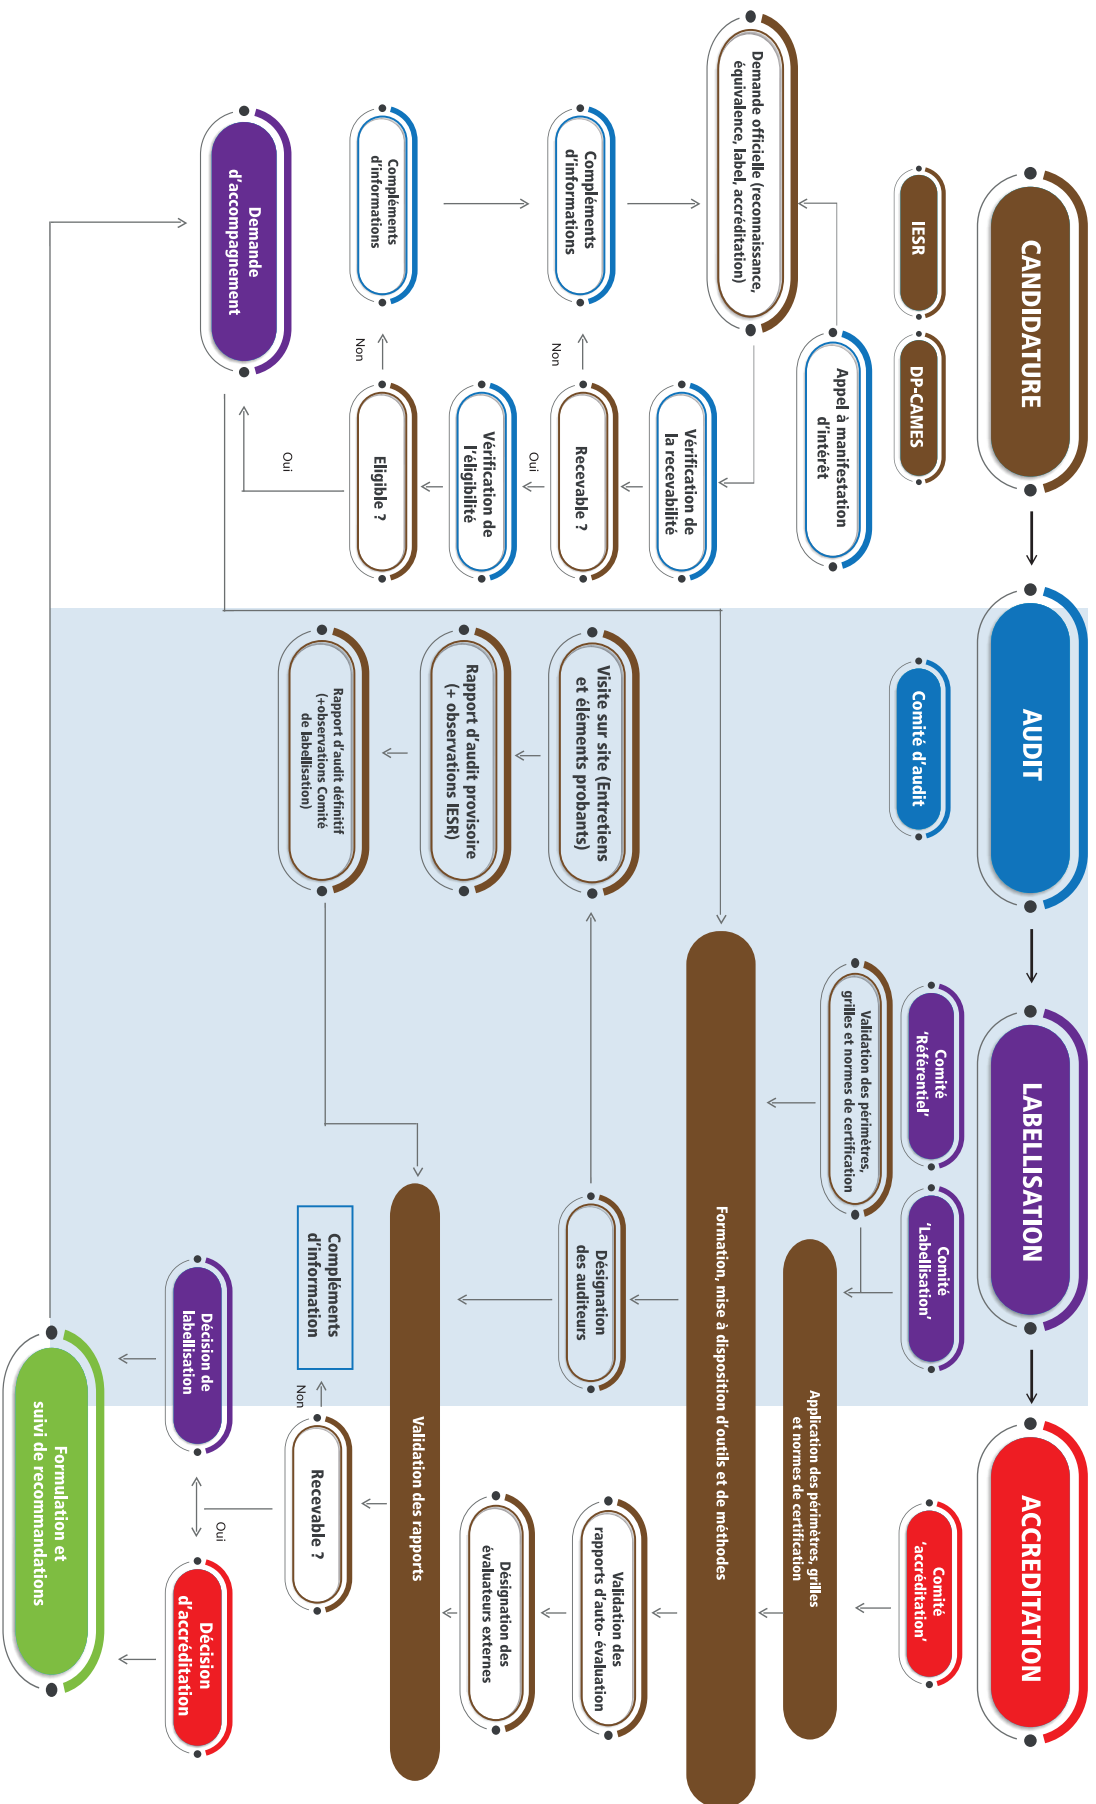 CANDIDATURE
AUDIT
LABELLISATION
ACCREDITATION
IESR
DP-CAMES
Comité d'audit
Comité
'Référentiel'
Comité
'Labellisation'
Comité
'accréditation'
Appel à manifestation
d'intérêt
Validation des périmètres,
grilles et normes de certification
Application des périmètres, grilles
et normes de certification
Demande officielle (reconnaissance,
équivalence, label, accréditation)
Vérification de
la recevabilité
Formation, mise à disposition d'outils et de méthodes
Compléments
d'informations
Non
Recevable ?
Oui
Visite sur site (Entretiens
et éléments probants)
Désignation
des auditeurs
Validation des
rapports d'auto- évaluation
Vérification de
l'éligibilité
Rapport d'audit provisoire
(+ observations IESR)
Désignation des
évaluateurs externes
Compléments
d'informations
Non
Eligible ?
Validation des rapports
Oui
Rapport d'audit définitif
(+observations Comité
de labellisation)
Compléments
d'information
Non
Recevable ?
Demande
d'accompagnement
Oui
Décision de
labellisation
Décision
d'accréditation
Formulation et
suivi de recommandations